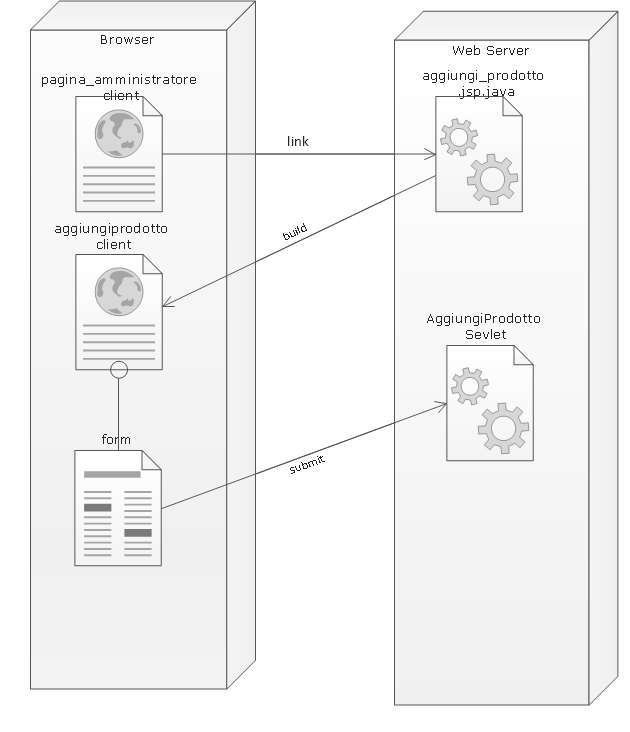 Browser
Web Server
pagina_amministratore
client
aggiungi_prodotto
.jsp.java
link
aggiungiprodotto
client
build
AggiungiProdotto
Sevlet
form
submit